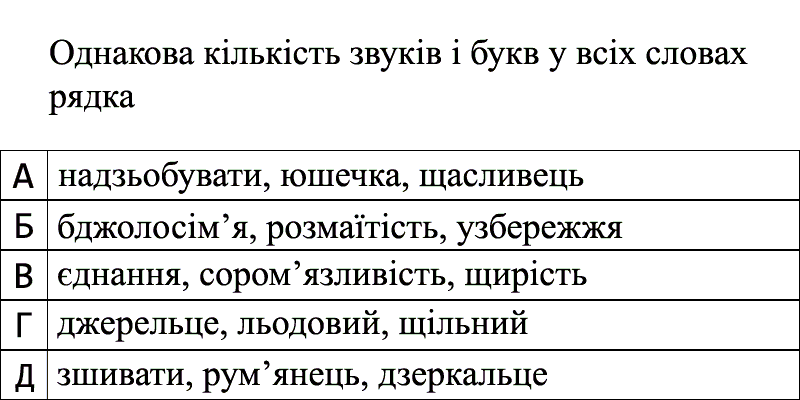 Однакова кількість звуків і букв у всіх словах
рядка
А надзьобувати, юшечка, щасливець
Б бджолосім’я, розмаїтість, узбережжя
В єднання, сором’язливість, щирість
Г джерельце, льодовий, щільний
Д зшивати, рум’янець, дзеркальце